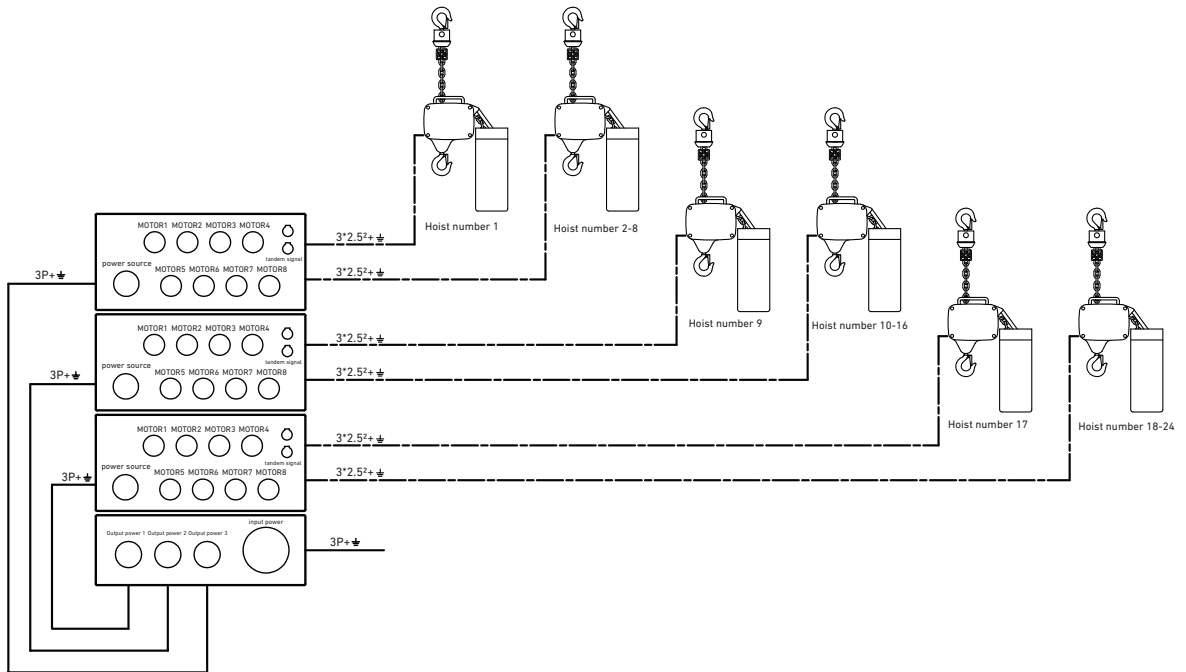 Hoist number 1
Hoist number 2-8
Hoist number 9
Hoist number 10-16
Hoist number 17
Hoist number 18-24
MOTOR1 MOTOR2 MOTOR3 MOTOR4
tandem signal
power source
MOTOR5 MOTOR6 MOTOR7 MOTOR8
3P+⏚
3*2.5²+⏚
3*2.5²+⏚
MOTOR1 MOTOR2 MOTOR3 MOTOR4
tandem signal
power source
MOTOR5 MOTOR6 MOTOR7 MOTOR8
3P+⏚
3*2.5²+⏚
3*2.5²+⏚
MOTOR1 MOTOR2 MOTOR3 MOTOR4
tandem signal
power source
MOTOR5 MOTOR6 MOTOR7 MOTOR8
3P+⏚
3*2.5²+⏚
3*2.5²+⏚
input power
Output power 1 Output power 2 Output power 3
3P+⏚